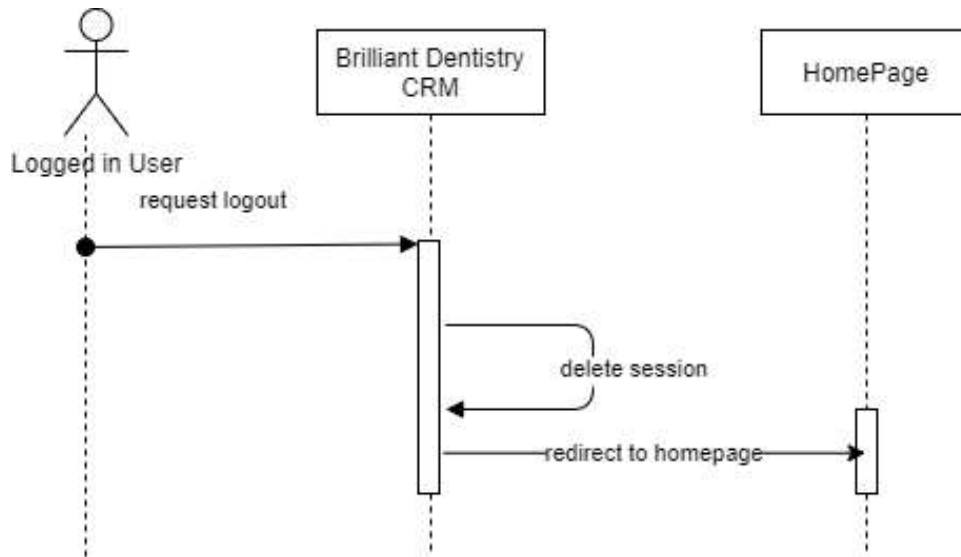 Brilliant Dentistry
CRM
HomePage
Logged in User
request logout
delete session
redirect to homepage